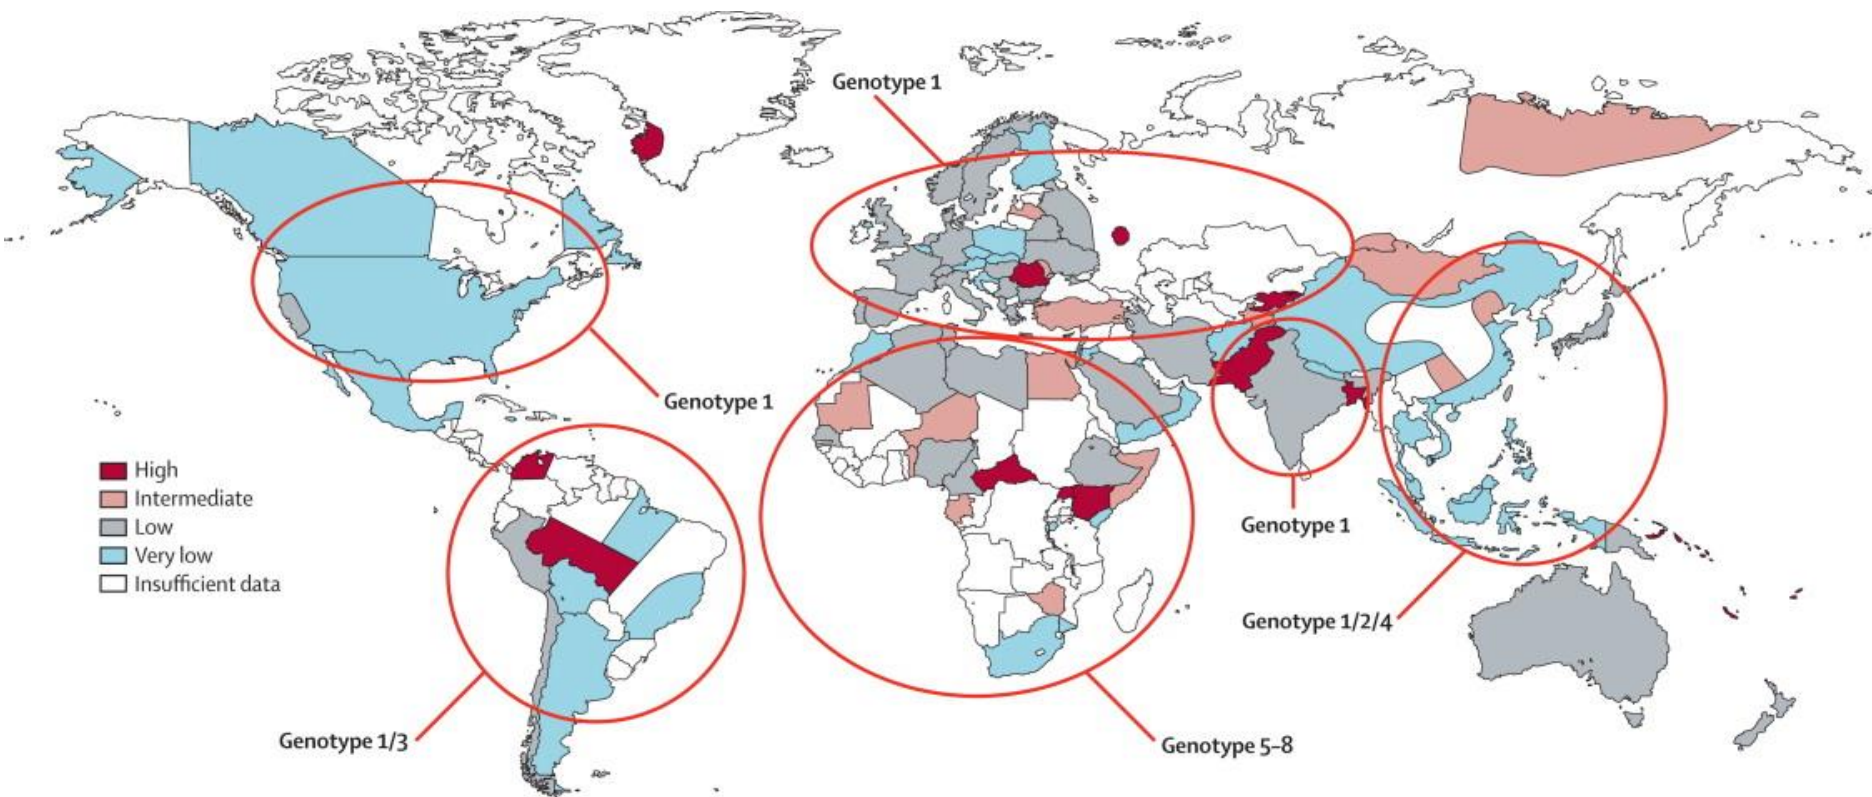 Genotype 1
Genotype 1
High
Intermediate
Low
Very low
Insufficient data
Genotype 1
Genotype 1/2/4
Genotype 1/3
Genotype 5–8